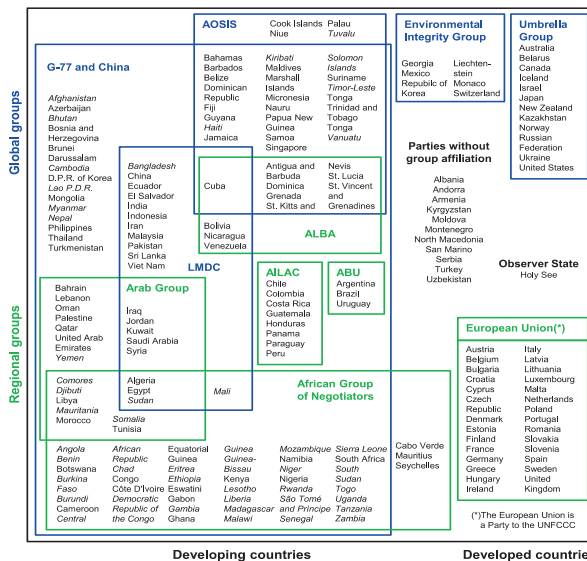 AOSIS
Cook Islands
Niue
Palau
Tuvalu
Bahamas
Barbados
Belize
Dominican
Republic
Fiji
Guyana
Haiti
Jamaica
Kiribati
Maldives
Marshall
Islands
Micronesia
Nauru
Papua New
Guinea
Samoa
Singapore
Solomon
Islands
Suriname
Timor-Leste
Tonga
Trinidad and
Tobago
Tonga
Vanuatu
Environmental
Integrity Group
Georgia
Mexico
Republic of
Korea
Liechten-
stein
Monaco
Switzerland
Umbrella
Group
Australia
Belarus
Canada
Iceland
Israel
Japan
New Zealand
Kazakhstan
Norway
Russian
Federation
Ukraine
United States
Global groups
G-77 and China
Afghanistan
Azerbaijan
Bhutan
Bosnia and
Herzegovina
Brunei
Darussalam
Cambodia
D.P.R. of Korea
Lao P.D.R.
Mongolia
Myanmar
Nepal
Philippines
Thailand
Turkmenistan
Bangladesh
China
Ecuador
El Salvador
India
Indonesia
Iran
Malaysia
Pakistan
Sri Lanka
Viet Nam
LMDC
Cuba
Antigua and
Barbuda
Dominica
Grenada
St. Kitts and
Nevis
St. Lucia
St. Vincent
and
Grenadines
Bolivia
Nicaragua
Venezuela
ALBA
Parties without
group affiliation
Albania
Andorra
Armenia
Kyrgyzstan
Moldova
Montenegro
North Macedonia
San Marino
Serbia
Turkey
Uzbekistan
Observer State
Holy See
Regional groups
Bahrain
Lebanon
Oman
Palestine
Qatar
United Arab
Emirates
Yemen
Arab Group
Iraq
Jordan
Kuwait
Saudi Arabia
Syria
AILAC
Chile
Colombia
Costa Rica
Guatemala
Honduras
Panama
Paraguay
Peru
ABU
Argentina
Brazil
Uruguay
European Union(*)
Austria
Belgium
Bulgaria
Croatia
Cyprus
Czech
Republic
Denmark
Estonia
Finland
France
Germany
Greece
Hungary
Ireland
Italy
Latvia
Lithuania
Luxembourg
Malta
Netherlands
Poland
Portugal
Romania
Slovakia
Slovenia
Spain
Sweden
United
Kingdom
Comores
Djibouti
Libya
Mauritania
Morocco
Algeria
Egypt
Sudan
Somalia
Tunisia
Mali
African Group
of Negotiators
Angola
Benin
Botswana
Burkina
Faso
Burundi
Cameroon
Central
African
Republic
Chad
Congo
Côte D'Ivoire
Democratic
Republic of
the Congo
Equatorial
Guinea
Eritrea
Ethiopia
Eswatini
Gabon
Gambia
Ghana
Guinea
Guinea-
Bissau
Kenya
Lesotho
Liberia
Madagascar
Malawi
Mozambique
Namibia
Niger
Nigeria
Rwanda
São Tomé
and Príncipe
Senegal
Sierra Leone
South Africa
South
Sudan
Togo
Uganda
Tanzania
Zambia
Cabo Verde
Mauritius
Seychelles
(*)The European Union is
a Party to the UNFCCC
Developing countries
Developed countries